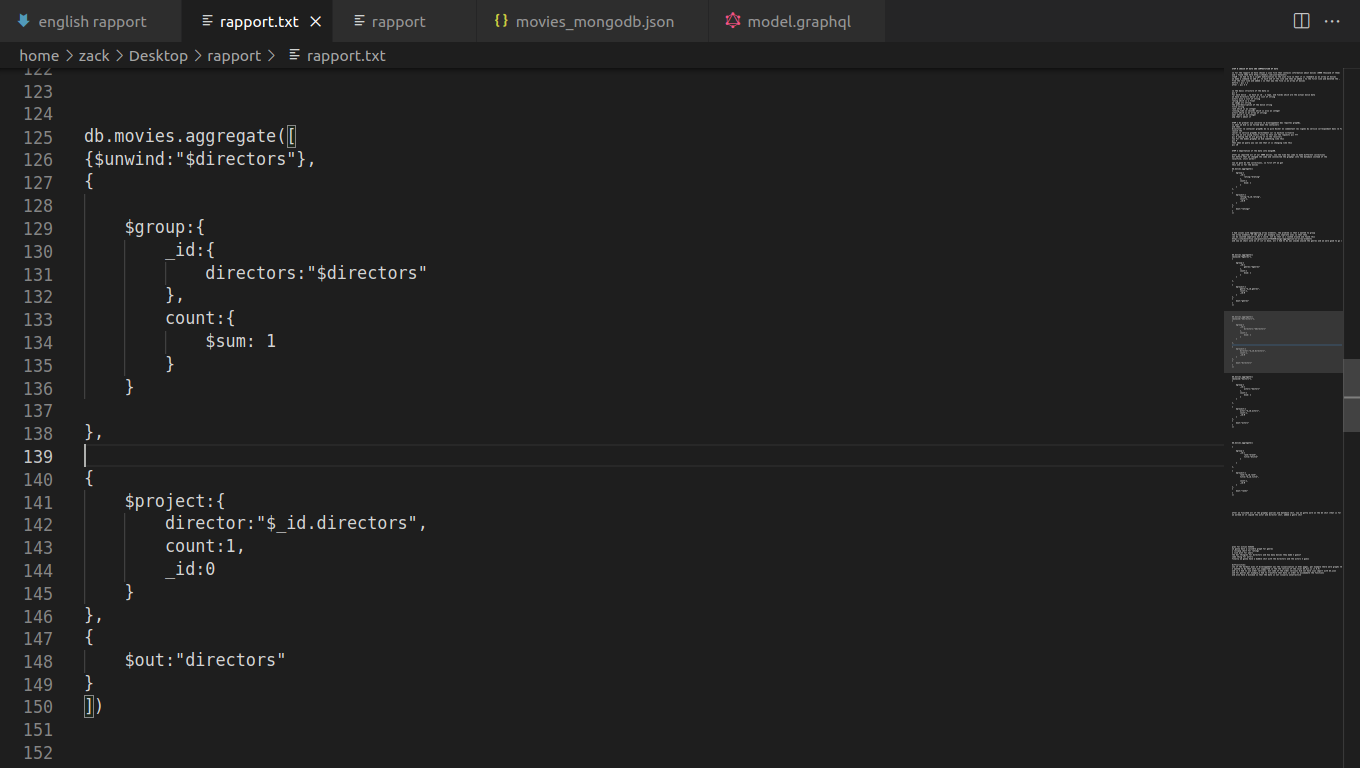 english rapport rapport.txt rapport movies_mongodb.json model.graphql
home > zack > Desktop > rapport > rapport.txt
122
123
124
125 db.movies.aggregate([
126 {$unwind:"$directors"},
127 {
128
129 $group:{
130 _id:{
131 directors:"$directors"
132 },
133 count:{
134 $sum: 1
135 }
136 }
137
138 },
139
140 {
141 $project:{
142 director:"$_id.directors",
143 count:1,
144 _id:0
145 }
146 },
147 {
148 $out:"directors"
149 }
150 ])
151
152